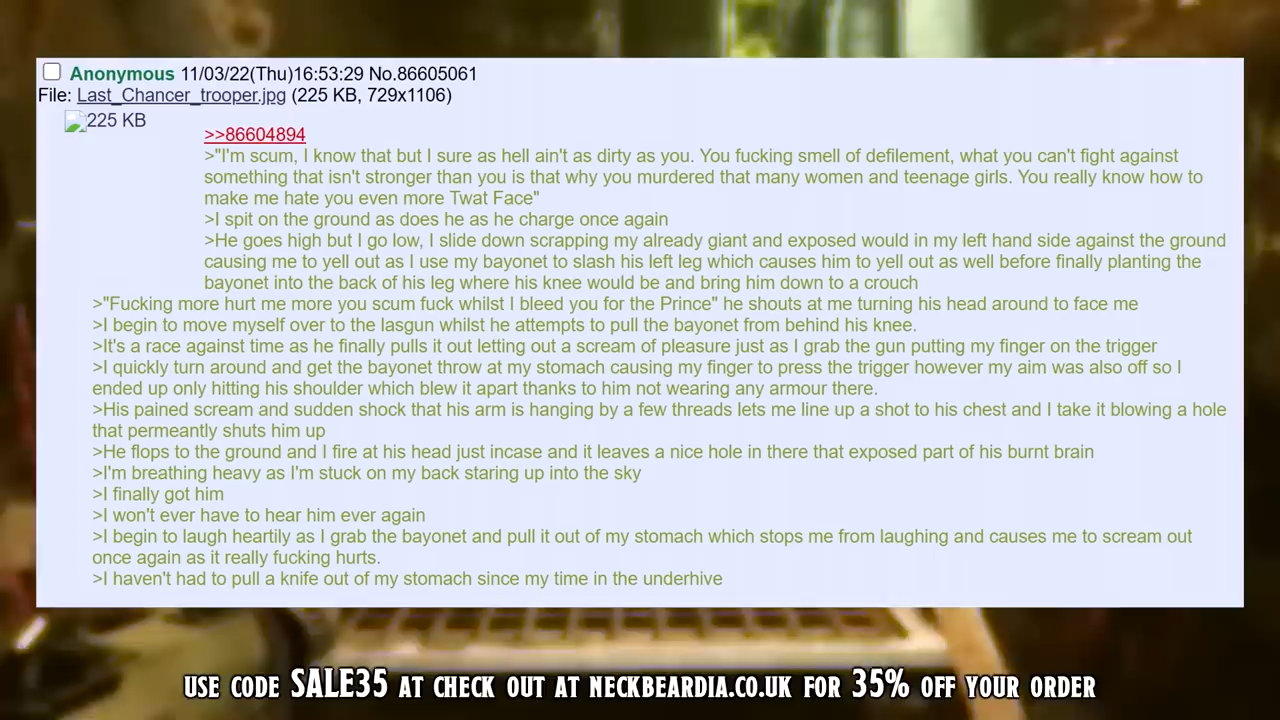 Anonymous 11/03/22(Thu)16:53:29 No.86605061
File: Last_Chancer_trooper.jpg (225 KB, 729x1106)
225 KB
>>86604894
>"I'm scum, I know that but I sure as hell ain't as dirty as you. You fucking smell of defilement, what you can't fight against
something that isn't stronger than you is that why you murdered that many women and teenage girls. You really know how to
make me hate you even more Twat Face"
>I spit on the ground as does he as he charge once again
>He goes high but I go low, I slide down scrapping my already giant and exposed would in my left hand side against the ground
causing me to yell out as I use my bayonet to slash his left leg which causes him to yell out as well before finally planting the
bayonet into the back of his leg where his knee would be and bring him down to a crouch
>"Fucking more hurt me more you scum fuck whilst I bleed you for the Prince" he shouts at me turning his head around to face me
>I begin to move myself over to the lasgun whilst he attempts to pull the bayonet from behind his knee.
>It's a race against time as he finally pulls it out letting out a scream of pleasure just as I grab the gun putting my finger on the trigger
>I quickly turn around and get the bayonet throw at my stomach causing my finger to press the trigger however my aim was also off so I
ended up only hitting his shoulder which blew it apart thanks to him not wearing any armour there.
>His pained scream and sudden shock that his arm is hanging by a few threads lets me line up a shot to his chest and I take it blowing a hole
that permeantly shuts him up
>He flops to the ground and I fire at his head just incase and it leaves a nice hole in there that exposed part of his burnt brain
>I'm breathing heavy as I'm stuck on my back staring up into the sky
>I finally got him
>I won't ever have to hear him ever again
>I begin to laugh heartily as I grab the bayonet and pull it out of my stomach which stops me from laughing and causes me to scream out
once again as it really fucking hurts.
>I haven't had to pull a knife out of my stomach since my time in the underhive
USE CODE SALE35 AT CHECK OUT AT NECKBEARDIA.CO.UK FOR 35% OFF YOUR ORDER